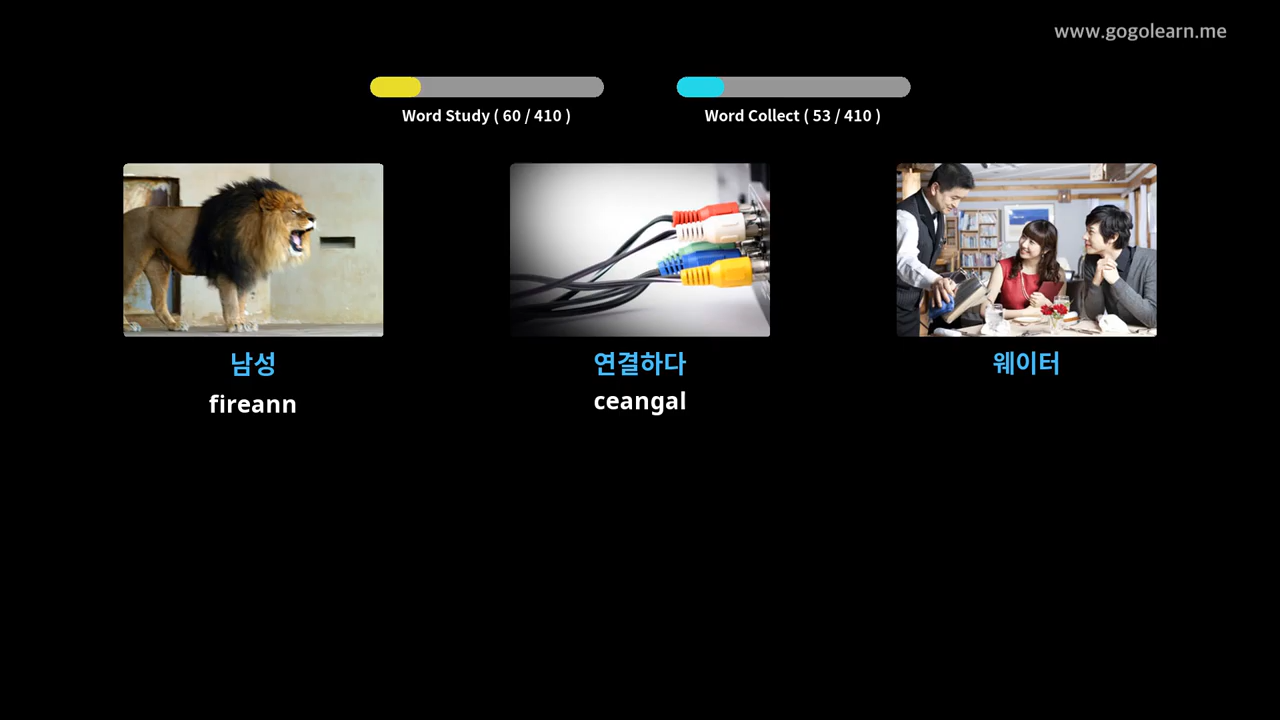 www.gogolearn.me
Word Study ( 60 / 410 )
Word Collect ( 53 / 410 )
남성
fireann
연결하다
ceangal
웨이터